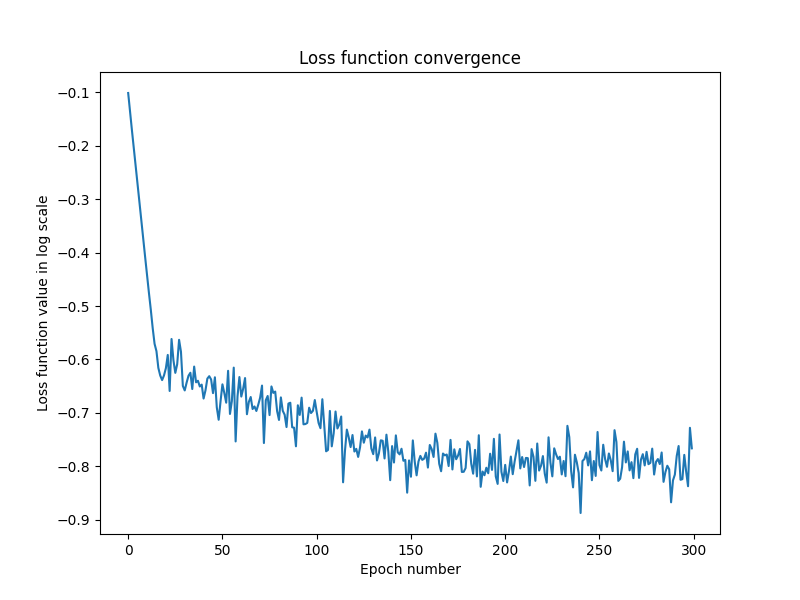 Loss function convergence
−0.1
−0.2
−0.3
−0.4
−0.5
−0.6
−0.7
−0.8
−0.9
Loss function value in log scale
0 50 100 150 200 250 300
Epoch number